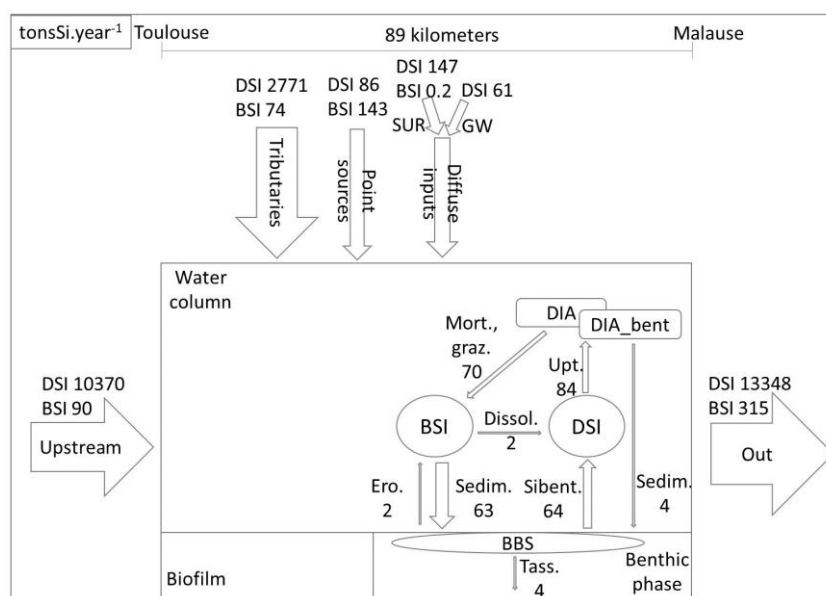 tonsSi.year-1
Toulouse
89 kilometers
Malause
DSI 2771
BSI 74
DSI 86
BSI 143
DSI 147
BSI 0.2
DSI 61
SUR
GW
Tributaries
Point
sources
Diffuse
inputs
Water
column
DIA
DIA_bent
Mort.,
graz.
70
Upt.
84
DSI 10370
BSI 90
Upstream
BSI
Dissol.
2
DSI
DSI 13348
BSI 315
Out
Ero.
2
Sedim.
63
Sibent.
64
Sedim.
4
BBS
Biofilm
Tass.
4
Benthic
phase